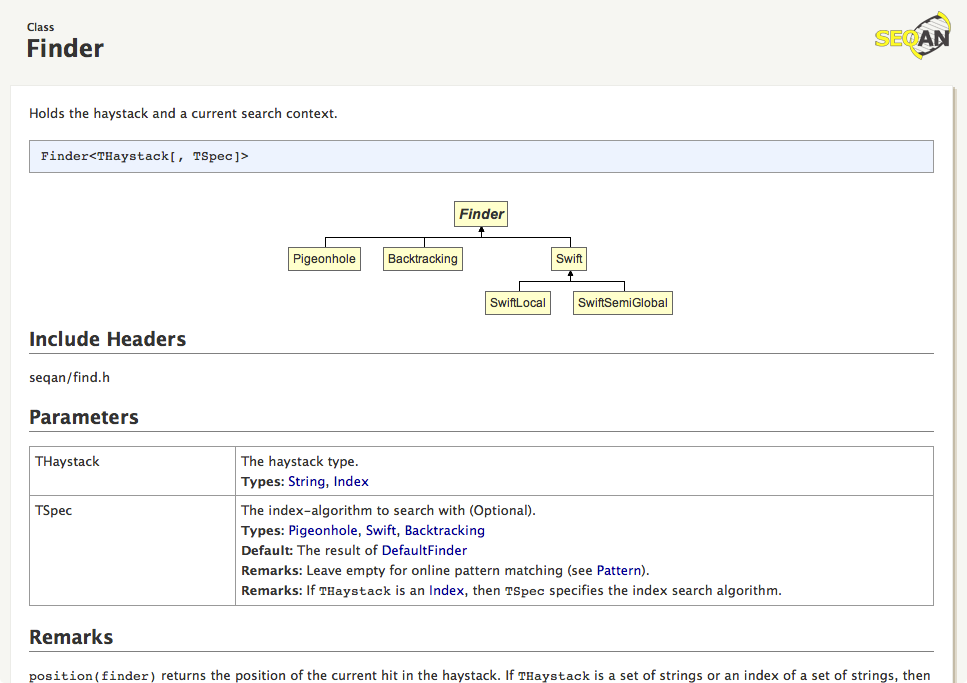 Class
Finder
SEQAN
Holds the haystack and a current search context.
Finder<THaystack[, TSpec]>
Finder
Pigeonhole
Backtracking
Swift
SwiftLocal
SwiftSemiGlobal
Include Headers
seqan/find.h
Parameters
THaystack
The haystack type.
Types: String, Index
TSpec
The index-algorithm to search with (Optional).
Types: Pigeonhole, Swift, Backtracking
Default: The result of DefaultFinder
Remarks: Leave empty for online pattern matching (see Pattern).
Remarks: If THaystack is an Index, then TSpec specifies the index search algorithm.
Remarks
position(finder) returns the position of the current hit in the haystack. If THaystack is a set of strings or an index of a set of strings, then